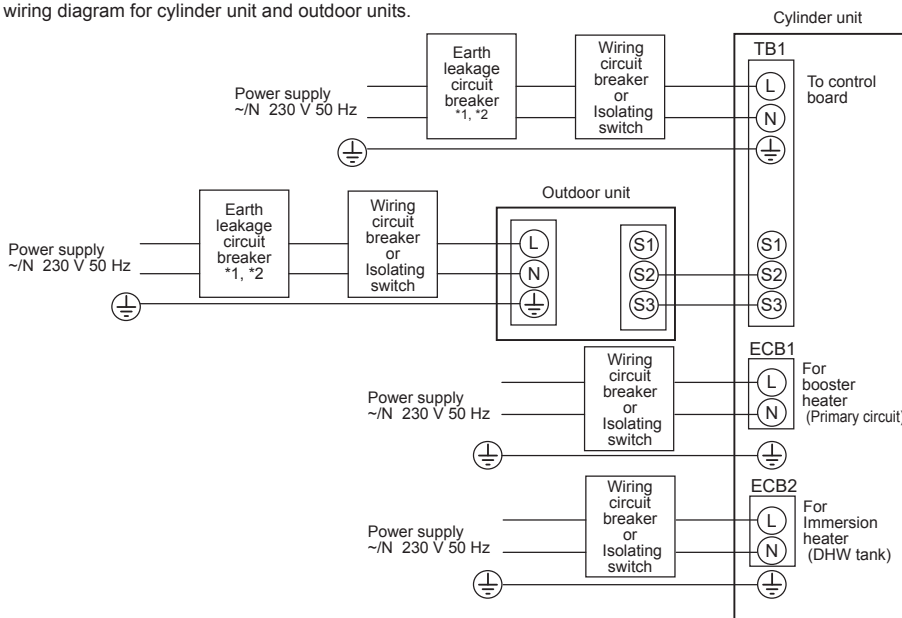 wiring diagram for cylinder unit and outdoor units.
Cylinder unit
TB1
Earth
leakage
circuit
breaker
*1, *2
Wiring
circuit
breaker
or
Isolating
switch
Power supply
~/N 230 V 50 Hz
L
N
To control
board
Outdoor unit
Earth
leakage
circuit
breaker
*1, *2
Wiring
circuit
breaker
or
Isolating
switch
Power supply
~/N 230 V 50 Hz
L
N
S1
S2
S3
S1
S2
S3
ECB1
Wiring
circuit
breaker
or
Isolating
switch
Power supply
~/N 230 V 50 Hz
L
N
For
booster
heater
(Primary circuit)
ECB2
Wiring
circuit
breaker
or
Isolating
switch
Power supply
~/N 230 V 50 Hz
L
N
For
Immersion
heater
(DHW tank)